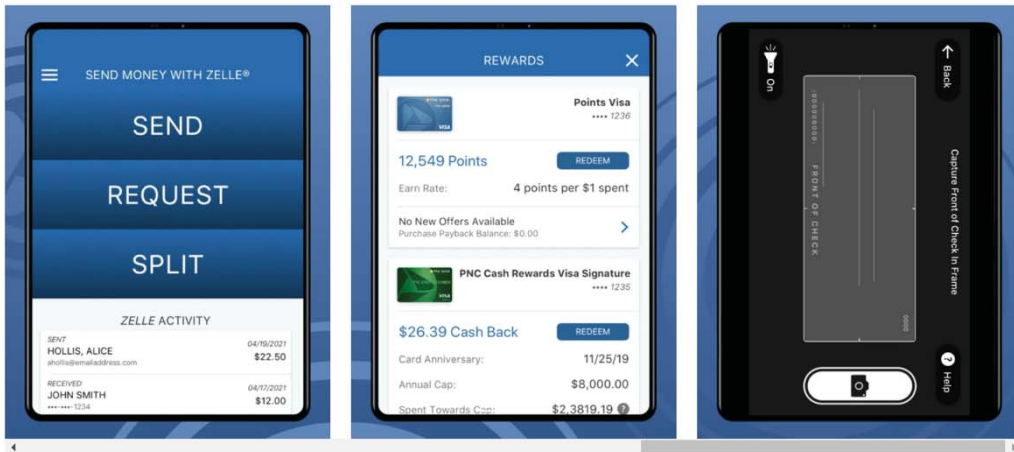 SEND MONEY WITH ZELLE®
SEND
REQUEST
SPLIT
ZELLE ACTIVITY
SENT
HOLLIS, ALICE
ahollis@emailaddress.com
04/19/2021
$22.50
RECEIVED
JOHN SMITH
•••-•••-1234
04/17/2021
$12.00
REWARDS
VISA
Points Visa
•••• 1236
12,549 Points
REDEEM
Earn Rate:
4 points per $1 spent
No New Offers Available
Purchase Payback Balance: $0.00
VISA
PNC Cash Rewards Visa Signature
•••• 1235
$26.39 Cash Back
REDEEM
Card Anniversary:
11/25/19
Annual Cap:
$8,000.00
Spent Towards Cap:
$2,3819.19
Back
Capture Front of Check In Frame
Help
On
FRONT OF CHECK
0000